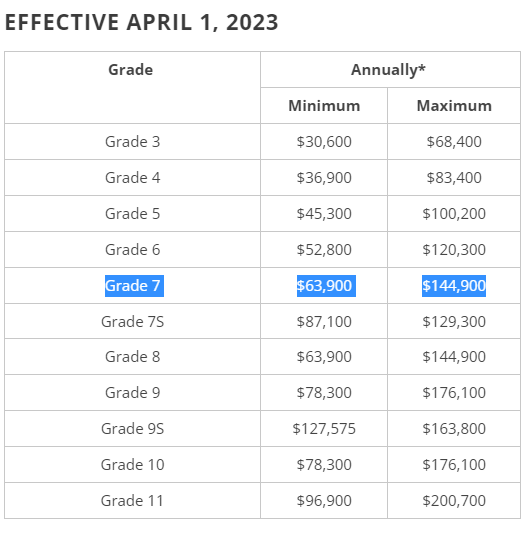 EFFECTIVE APRIL 1, 2023
Grade Annually*
Minimum Maximum
Grade 3 $30,600 $68,400
Grade 4 $36,900 $83,400
Grade 5 $45,300 $100,200
Grade 6 $52,800 $120,300
Grade 7 $63,900 $144,900
Grade 7S $87,100 $129,300
Grade 8 $63,900 $144,900
Grade 9 $78,300 $176,100
Grade 9S $127,575 $163,800
Grade 10 $78,300 $176,100
Grade 11 $96,900 $200,700